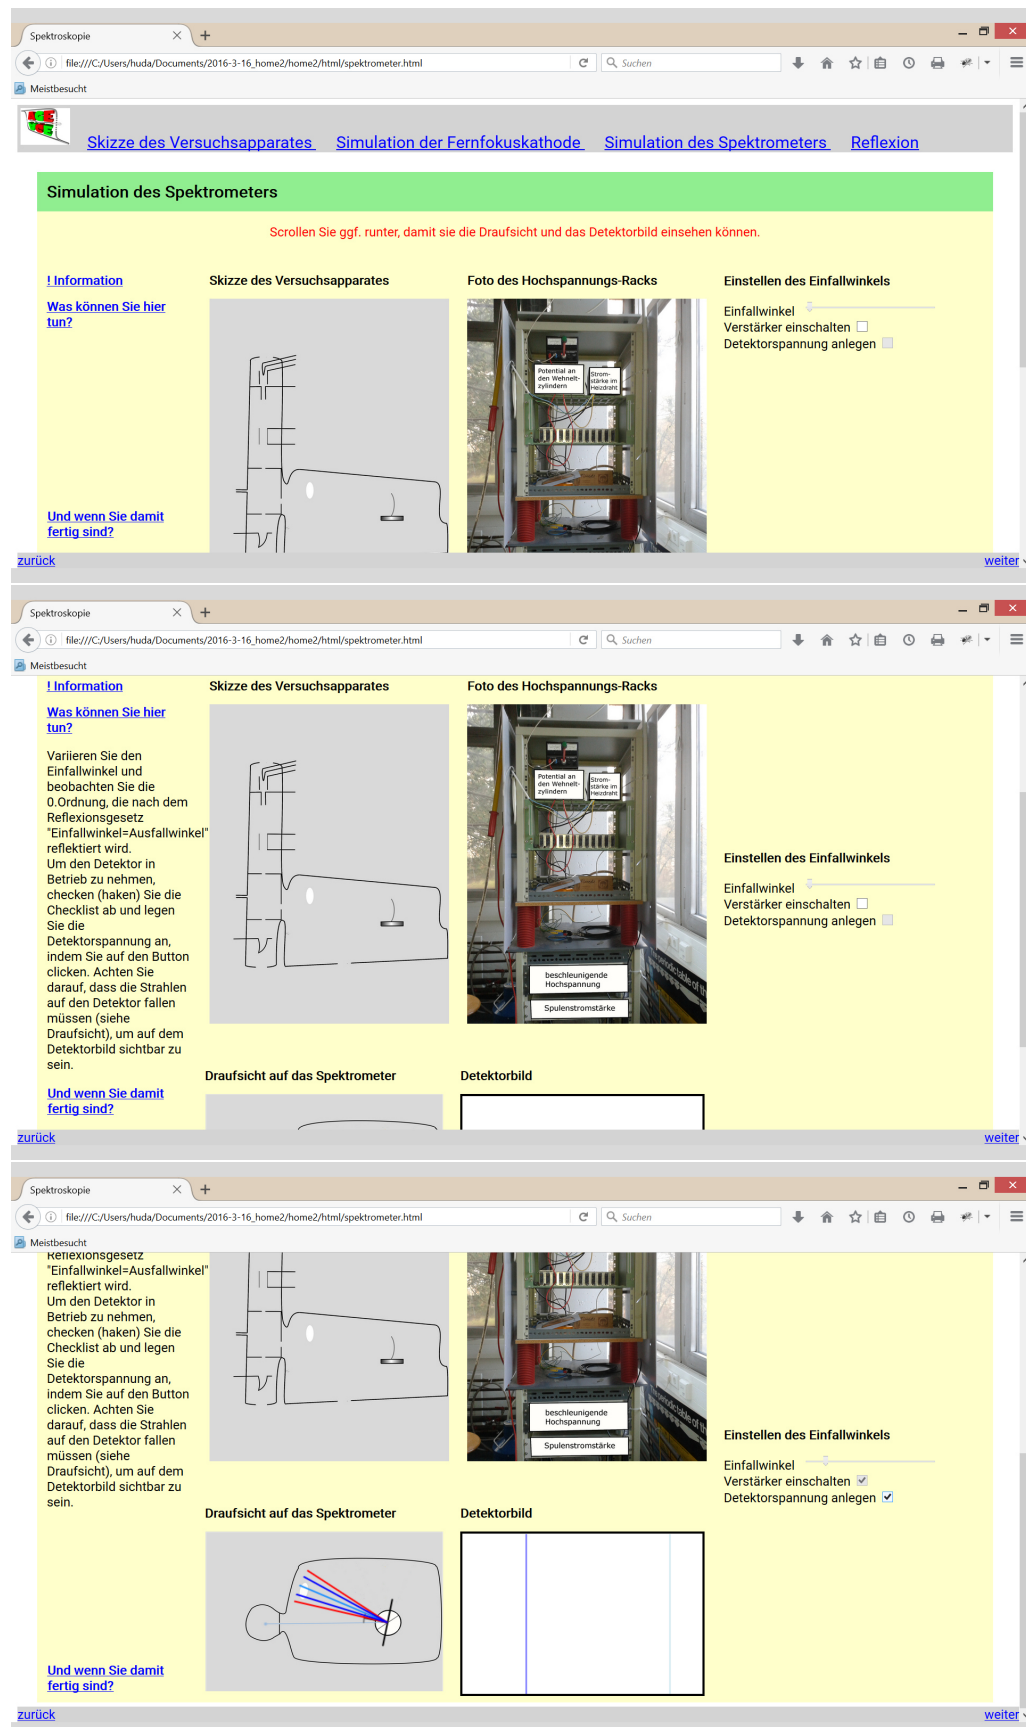 Spektroskopie
file:///C:/Users/huda/Documents/2016-3-16_home2/home2/html/spektrometer.html
Suchen
Meistbesucht
Skizze des Versuchsapparates Simulation der Fernfokuskathode Simulation des Spektrometers Reflexion
Simulation des Spektrometers
Scrollen Sie ggf. runter, damit sie die Draufsicht und das Detektorbild einsehen können.
! Information
Was können Sie hier
tun?
Und wenn Sie damit
fertig sind?
Skizze des Versuchsapparates
Foto des Hochspannungs-Racks
Potential an
den Wehnelt-
zylindern
Strom-
stärke im
Heizdraht
Einstellen des Einfallwinkels
Einfallwinkel
Verstärker einschalten
Detektorspannung anlegen
zurück
weiter
Spektroskopie
file:///C:/Users/huda/Documents/2016-3-16_home2/home2/html/spektrometer.html
Suchen
Meistbesucht
! Information
Was können Sie hier
tun?
Variieren Sie den
Einfallwinkel und
beobachten Sie die
0.Ordnung, die nach dem
Reflexionsgesetz
"Einfallwinkel=Ausfallwinkel"
reflektiert wird.
Um den Detektor in
Betrieb zu nehmen,
checken (haken) Sie die
Checklist ab und legen
Sie die
Detektorspannung an,
indem Sie auf den Button
clicken. Achten Sie
darauf, dass die Strahlen
auf den Detektor fallen
müssen (siehe
Draufsicht), um auf dem
Detektorbild sichtbar zu
sein.
Und wenn Sie damit
fertig sind?
Skizze des Versuchsapparates
Foto des Hochspannungs-Racks
Potential an
den Wehnelt-
zylindern
Strom-
stärke im
Heizdraht
beschleunigende
Hochspannung
Spulenstromstärke
periodic table of the
Einstellen des Einfallwinkels
Einfallwinkel
Verstärker einschalten
Detektorspannung anlegen
Draufsicht auf das Spektrometer
Detektorbild
zurück
weiter
Spektroskopie
file:///C:/Users/huda/Documents/2016-3-16_home2/home2/html/spektrometer.html
Suchen
Meistbesucht
Reflexionsgesetz
"Einfallwinkel=Ausfallwinkel"
reflektiert wird.
Um den Detektor in
Betrieb zu nehmen,
checken (haken) Sie die
Checklist ab und legen
Sie die
Detektorspannung an,
indem Sie auf den Button
clicken. Achten Sie
darauf, dass die Strahlen
auf den Detektor fallen
müssen (siehe
Draufsicht), um auf dem
Detektorbild sichtbar zu
sein.
Und wenn Sie damit
fertig sind?
beschleunigende
Hochspannung
Spulenstromstärke
periodic table of
Einstellen des Einfallwinkels
Einfallwinkel
Verstärker einschalten
Detektorspannung anlegen
Draufsicht auf das Spektrometer
Detektorbild
zurück
weiter